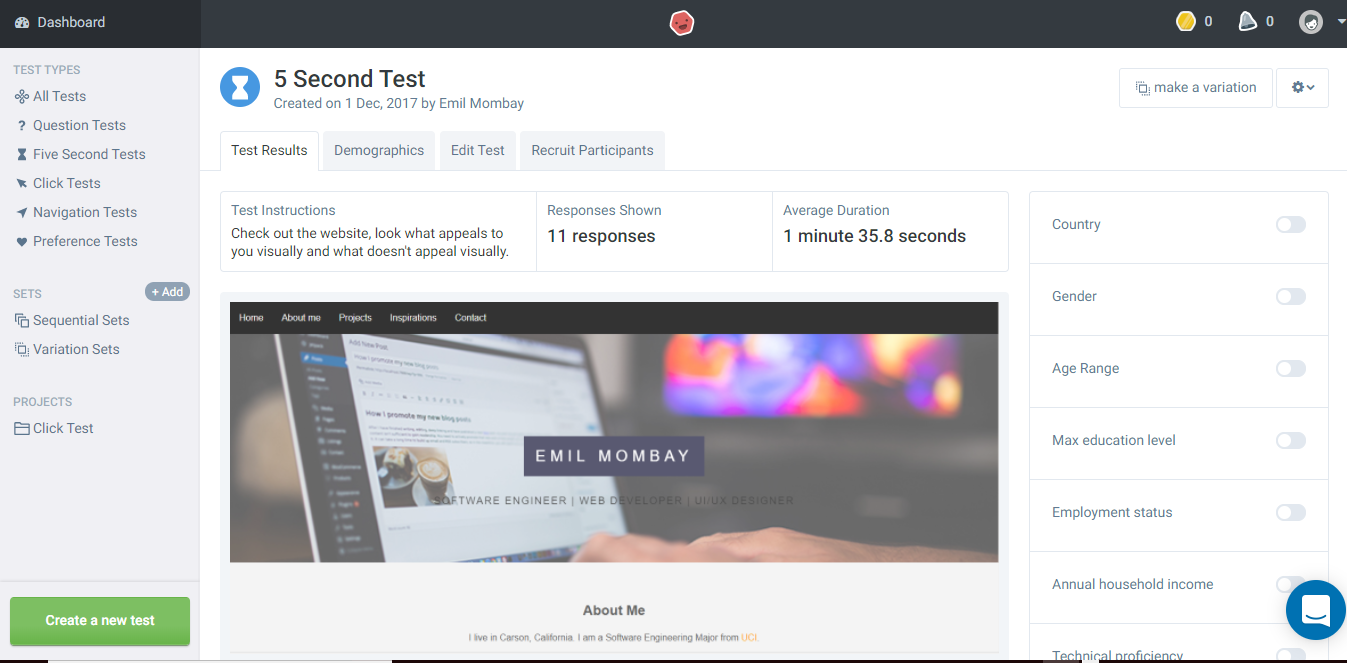 Dashboard
0
0
TEST TYPES
All Tests
Question Tests
Five Second Tests
Click Tests
Navigation Tests
Preference Tests
SETS
+ Add
Sequential Sets
Variation Sets
PROJECTS
Click Test
Create a new test
5 Second Test
Created on 1 Dec, 2017 by Emil Mombay
make a variation
Test Results
Demographics
Edit Test
Recruit Participants
Test Instructions
Check out the website, look what appeals to
you visually and what doesn't appeal visually.
Responses Shown
11 responses
Average Duration
1 minute 35.8 seconds
Home
About me
Projects
Inspirations
Contact
Add New Post
How I promote my new blog posts
How I promote my new blog posts
EMIL MOMBAY
SOFTWARE ENGINEER | WEB DEVELOPER | UI/UX DESIGNER
About Me
I live in Carson, California. I am a Software Engineering Major from UCI.
Country
Gender
Age Range
Max education level
Employment status
Annual household income
Technical proficiency